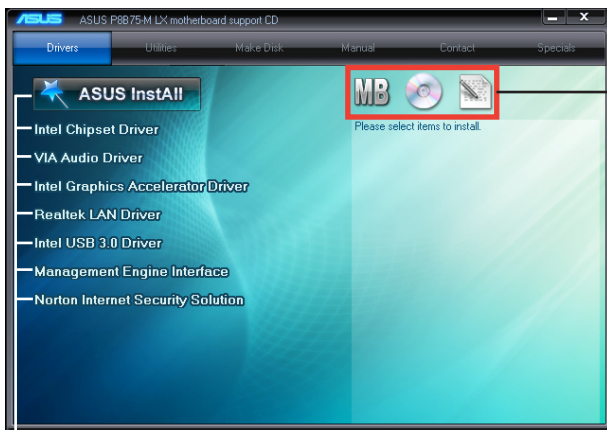 ASUS ASUS P8B75-M LX motherboard support CD
Drivers Utilities Make Disk Manual Contact Specials
ASUS InstAll
MB
Please select items to install.
Intel Chipset Driver
VIA Audio Driver
Intel Graphics Accelerator Driver
Realtek LAN Driver
Intel USB 3.0 Driver
Management Engine Interface
Norton Internet Security Solution